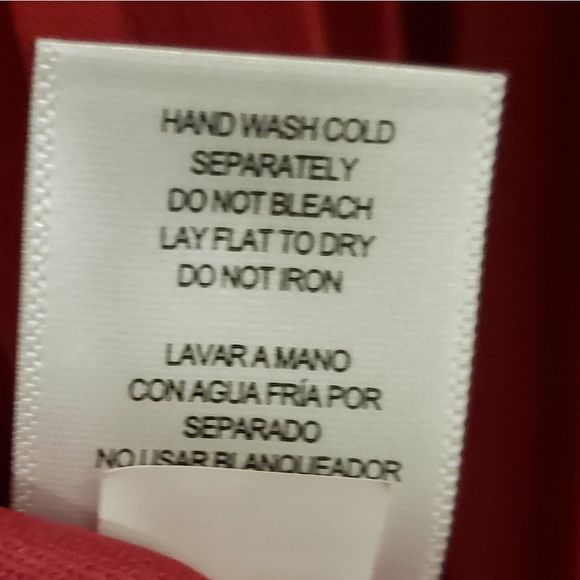 HAND WASH COLD
SEPARATELY
DO NOT BLEACH
LAY FLAT TO DRY
DO NOT IRON
LAVAR A MANO
CON AGUA FRÍA POR
SEPARADO
NO USAR BLANQUEADOR